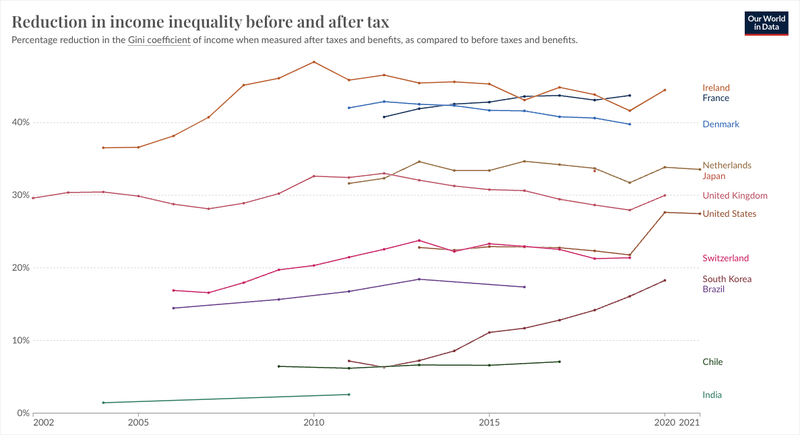 Reduction in income inequality before and after tax
Our World
in Data
Percentage reduction in the Gini coefficient of income when measured after taxes and benefits, as compared to before taxes and benefits.
Ireland
France
40%
Denmark
Netherlands
Japan
30%
United Kingdom
United States
20%
Switzerland
South Korea
Brazil
10%
Chile
India
0%
2002 2005 2010 2015 2020 2021